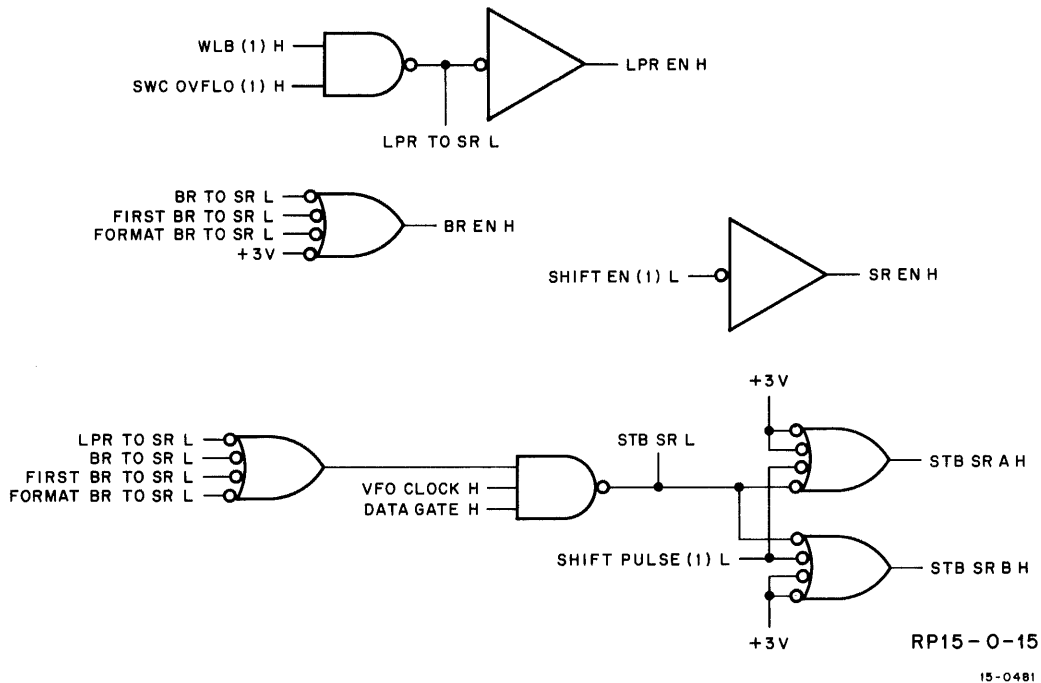 WLB (1) H
SWC OVFLO (1) H
LPR EN H
LPR TO SR L
BR TO SR L
FIRST BR TO SR L
FORMAT BR TO SR L
+3V
BR EN H
SHIFT EN (1) L
SR EN H
+3V
LPR TO SR L
BR TO SR L
FIRST BR TO SR L
FORMAT BR TO SR L
STB SR L
VFO CLOCK H
DATA GATE H
STB SR A H
SHIFT PULSE (1) L
STB SR B H
+3V
RP15-0-15
15-0481